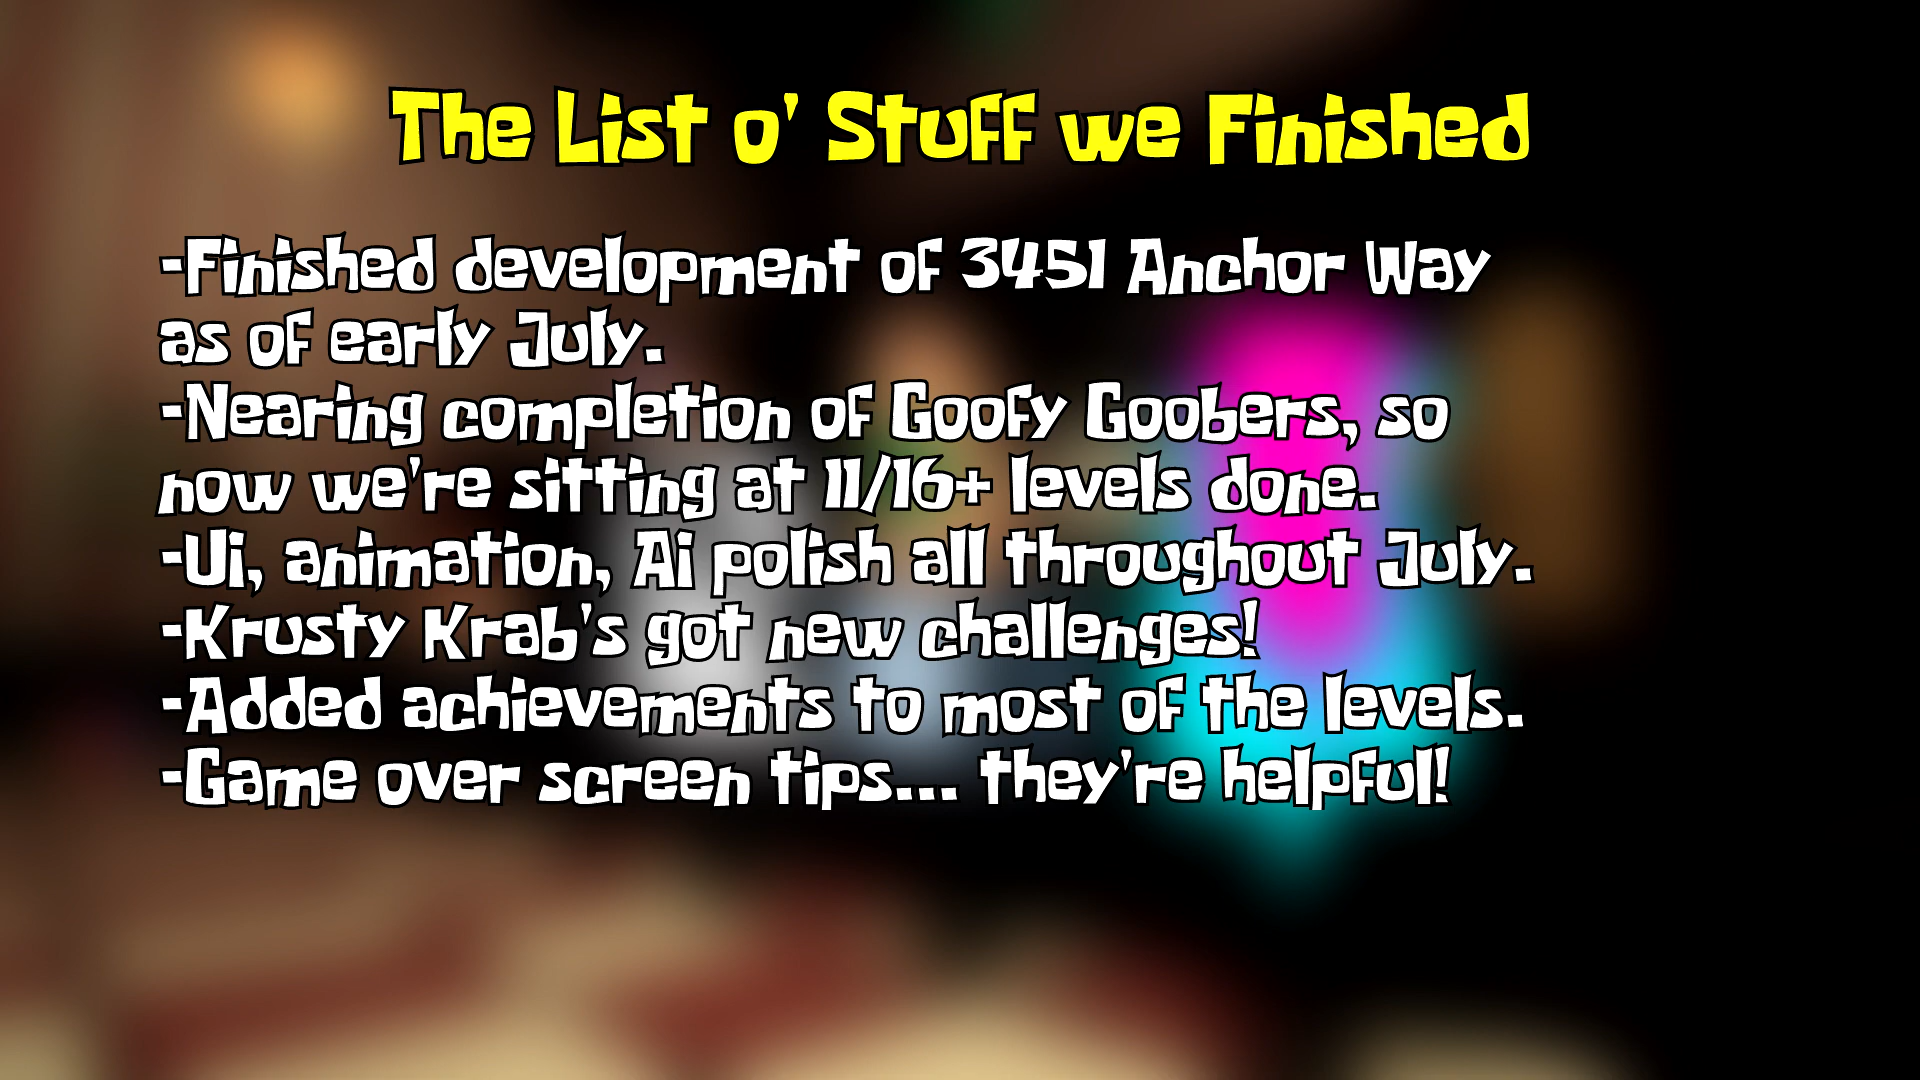 The List o' Stuff we Finished
-Finished development of 3451 Anchor Way
as of early July.
-Nearing completion of Goofy Goobers, so
now we're sitting at 11/16+ levels done.
-Ui, animation, Ai polish all throughout July.
-Krusty Krab's got new challenges!
-Added achievements to most of the levels.
-Game over screen tips... they're helpful!